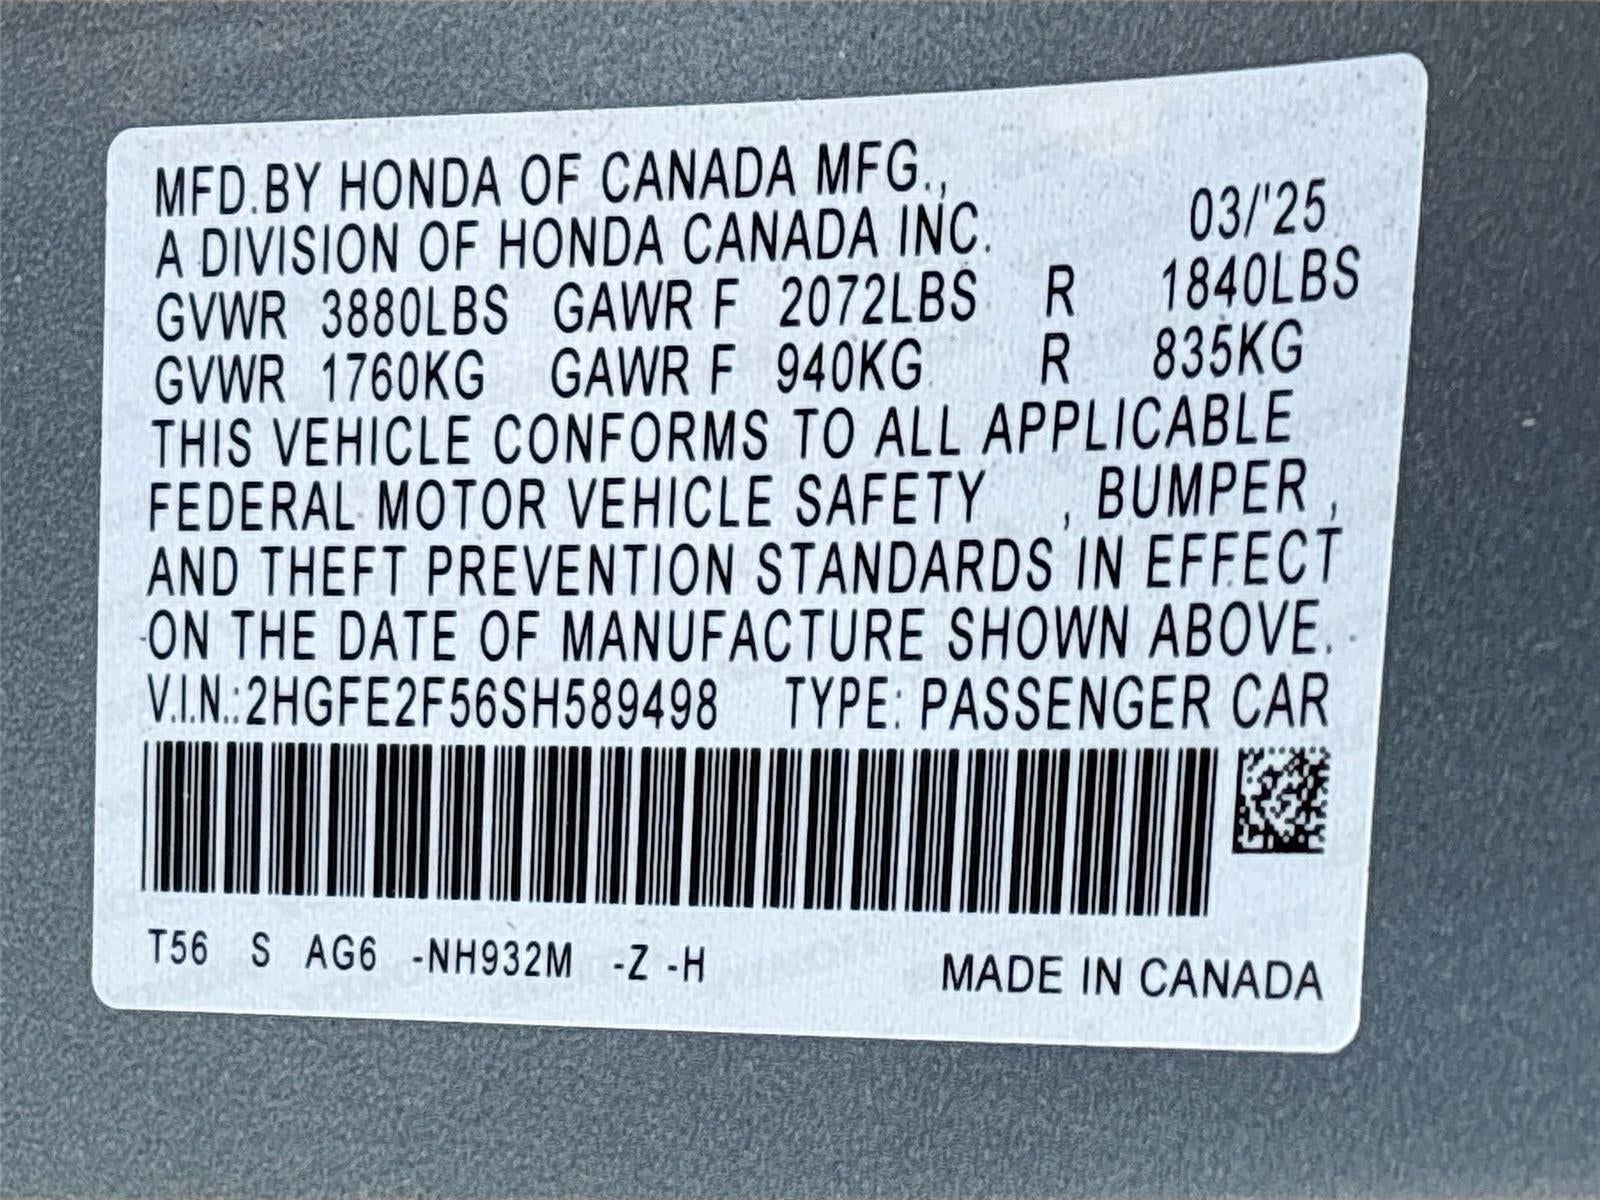 MFD.BY HONDA OF CANADA MFG.,
A DIVISION OF HONDA CANADA INC. 03/'25
GVWR 3880LBS GAWR F 2072LBS R 1840LBS
GVWR 1760KG GAWR F 940KG R 835KG
THIS VEHICLE CONFORMS TO ALL APPLICABLE
FEDERAL MOTOR VEHICLE SAFETY , BUMPER ,
AND THEFT PREVENTION STANDARDS IN EFFECT
ON THE DATE OF MANUFACTURE SHOWN ABOVE.
V.I.N.:2HGFE2F56SH589498 TYPE: PASSENGER CAR
T56 S AG6 -NH932M -Z -H MADE IN CANADA